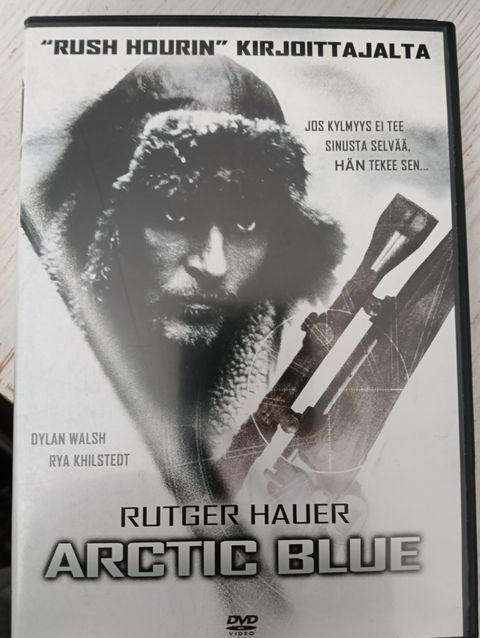 "RUSH HOURIN" KIRJOITTAJALTA
JOS KYLMYYS EI TEE
SINUSTA SELVÄÄ,
HÄN TEKEE SEN...
DYLAN WALSH
RYA KHILSTEDT
RUTGER HAUER
ARCTIC BLUE
DVD
VIDEO